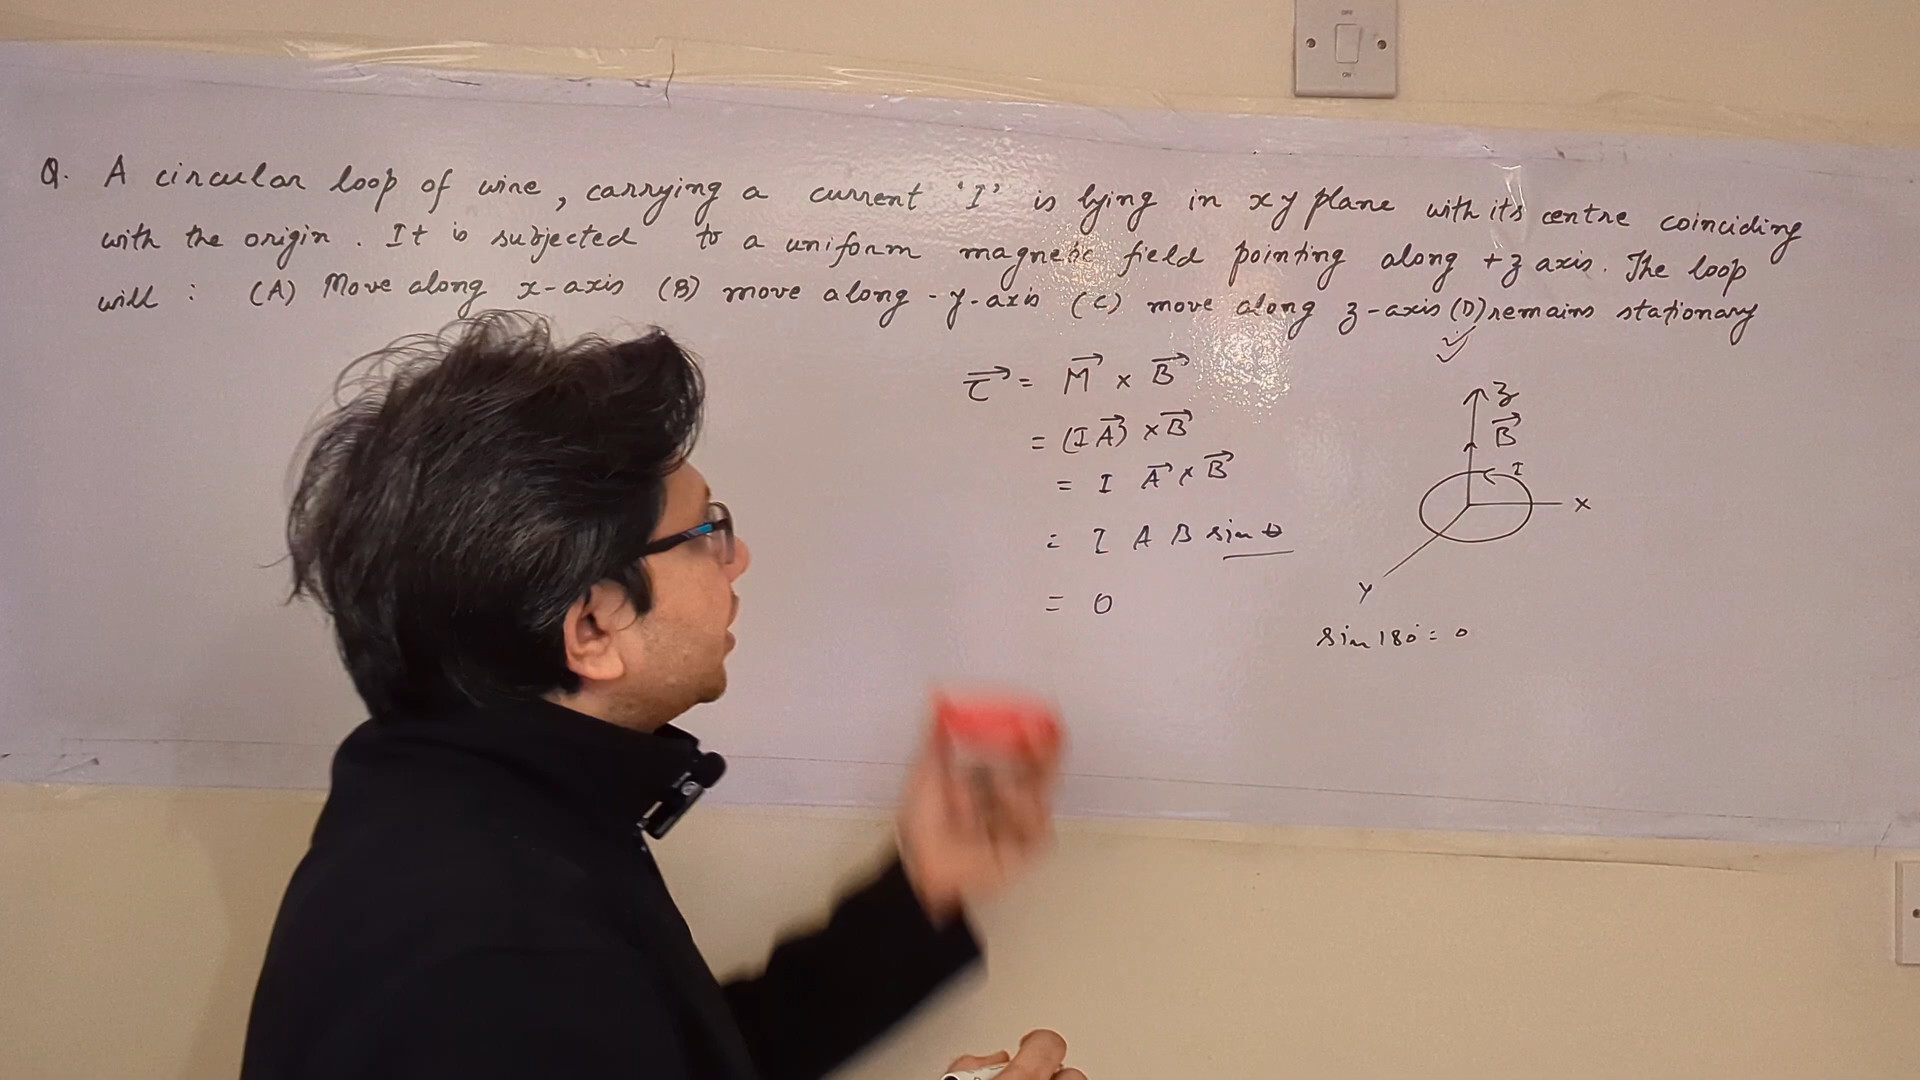 OFF
ON
Q. A circular loop of wire, carrying a current 'I' is lying in xy plane with its centre coinciding
with the origin. It is subjected to a uniform magnetic field pointing along +z axis. The loop
will : (A) Move along x-axis (B) move along -y-axis (C) move along z-axis (D) remains stationary
τ⃗ = M⃗ × B⃗
= (I A⃗) × B⃗
= I A⃗ × B⃗
= I A B sin θ
= 0
z
B⃗
I
X
Y
sin 180° = 0